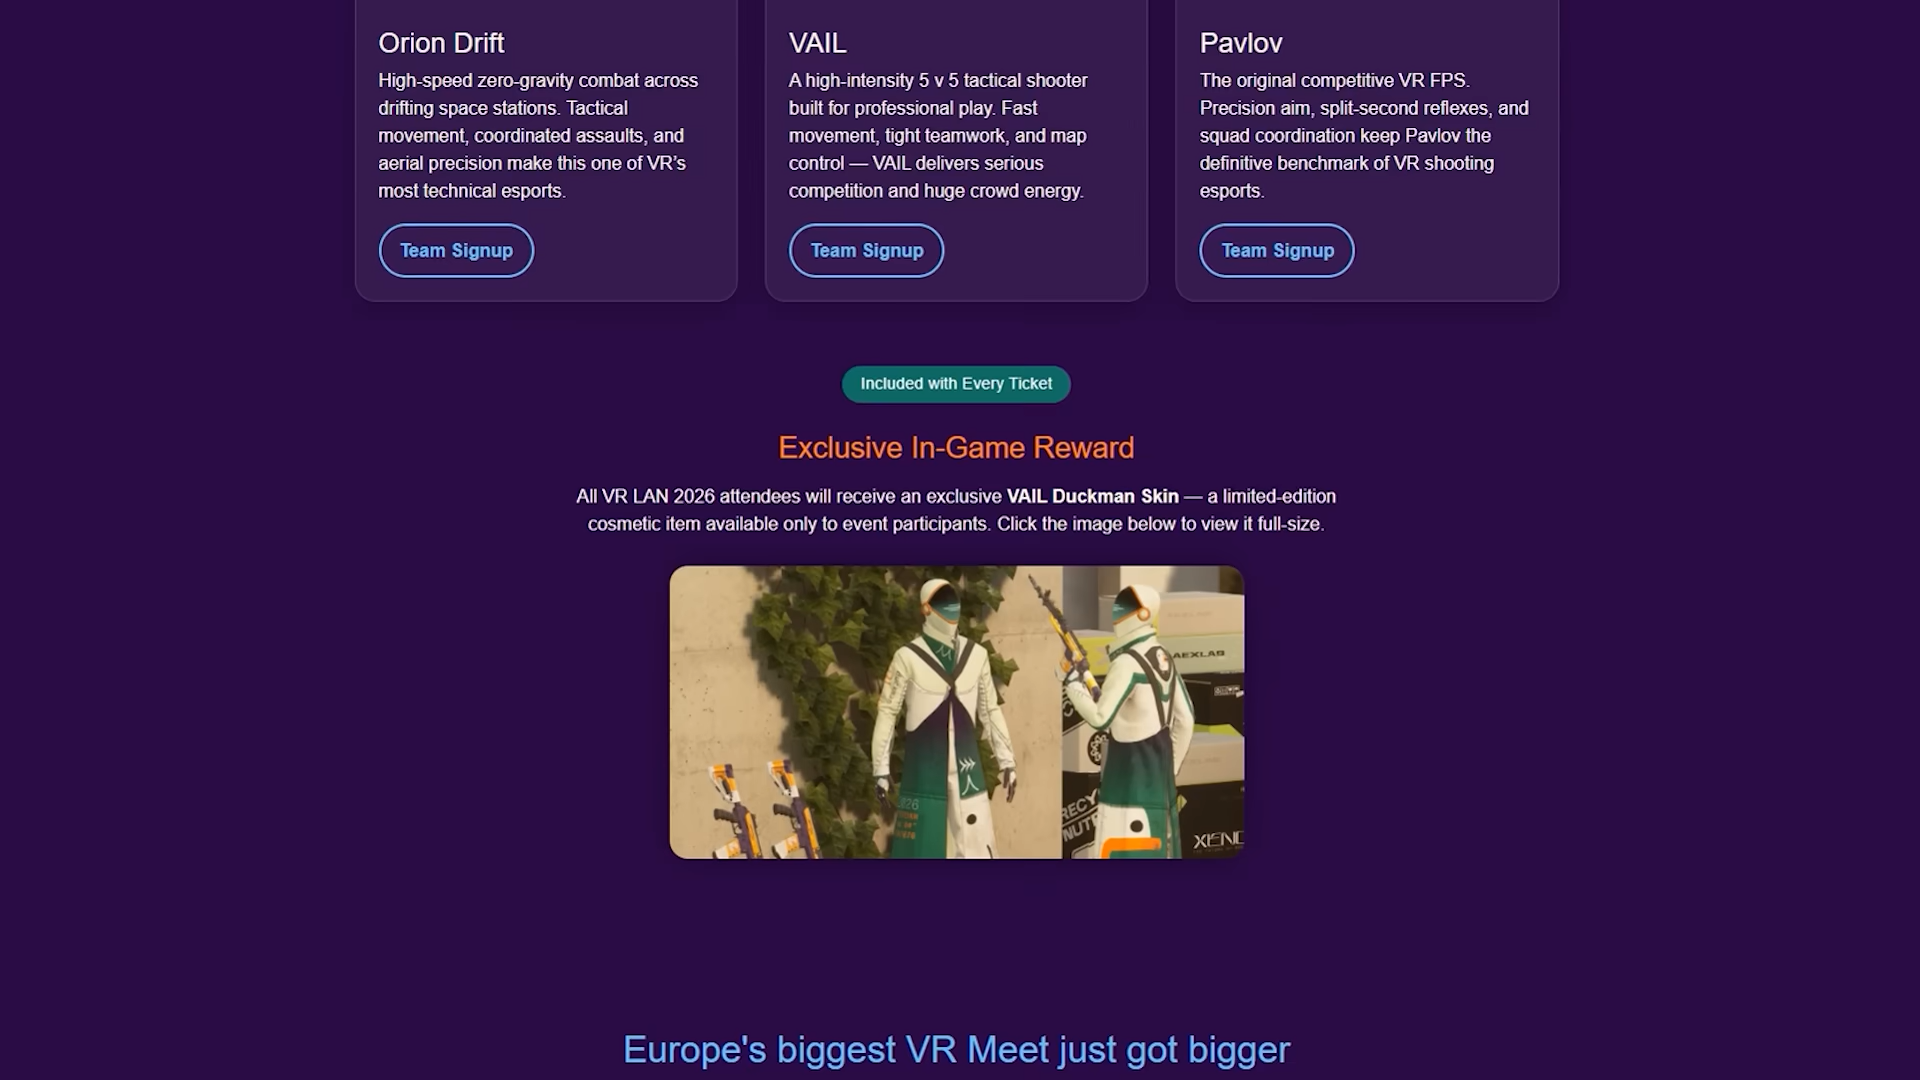 Orion Drift
High-speed zero-gravity combat across
drifting space stations. Tactical
movement, coordinated assaults, and
aerial precision make this one of VR's
most technical esports.
Team Signup
VAIL
A high-intensity 5 v 5 tactical shooter
built for professional play. Fast
movement, tight teamwork, and map
control — VAIL delivers serious
competition and huge crowd energy.
Team Signup
Pavlov
The original competitive VR FPS.
Precision aim, split-second reflexes, and
squad coordination keep Pavlov the
definitive benchmark of VR shooting
esports.
Team Signup
Included with Every Ticket
Exclusive In-Game Reward
All VR LAN 2026 attendees will receive an exclusive VAIL Duckman Skin — a limited-edition
cosmetic item available only to event participants. Click the image below to view it full-size.
AEXLAB
Europe's biggest VR Meet just got bigger